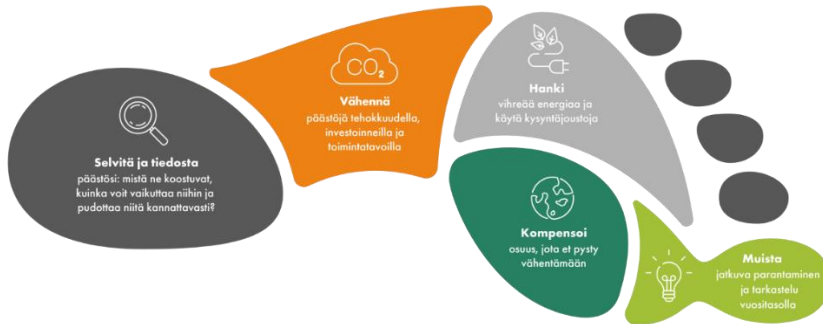 Selvitä ja tiedosta
päästösi: mistä ne koostuvat,
kuinka voit vaikuttaa niihin ja
pudottaa niitä kannattavasti?
CO₂
Vähennä
päästöjä tehokkuudella,
investoinneilla ja
toimintatavoilla
Hanki
vihreää energiaa ja
käytä kysyntäjoustoja
Kompensoi
osuus, jota et pysty
vähentämään
Muista
jatkuva parantaminen
ja tarkastelu
vuositasolla